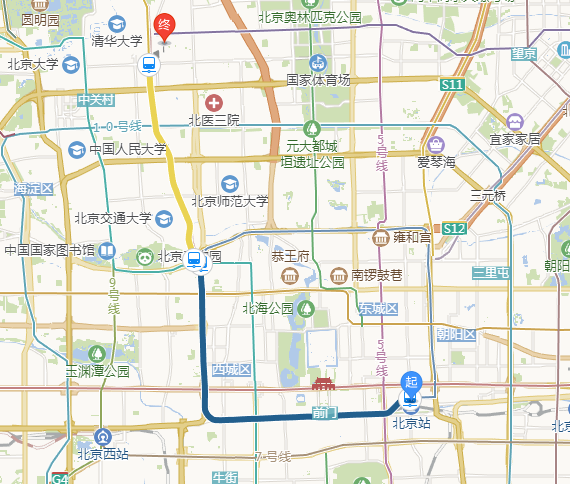 圆明园
清华大学
终
北京奥林匹克公园
北京大学
望京
国家体育场
中关村
S11
北医三院
10号线
元大都城
垣遗址公园
5号线
宜家家居
中国人民大学
爱琴海
海淀区
北京师范大学
三元桥
北京交通大学
S12
雍和宫
中国国家图书馆
北京
园
恭王府
南锣鼓巷
三里屯
朝阳
9号线
北海公园
东城区
朝阳区
5号线
玉渊潭公园
西城区
起
前门
北京站
北京西站
7号线
牛街
G4